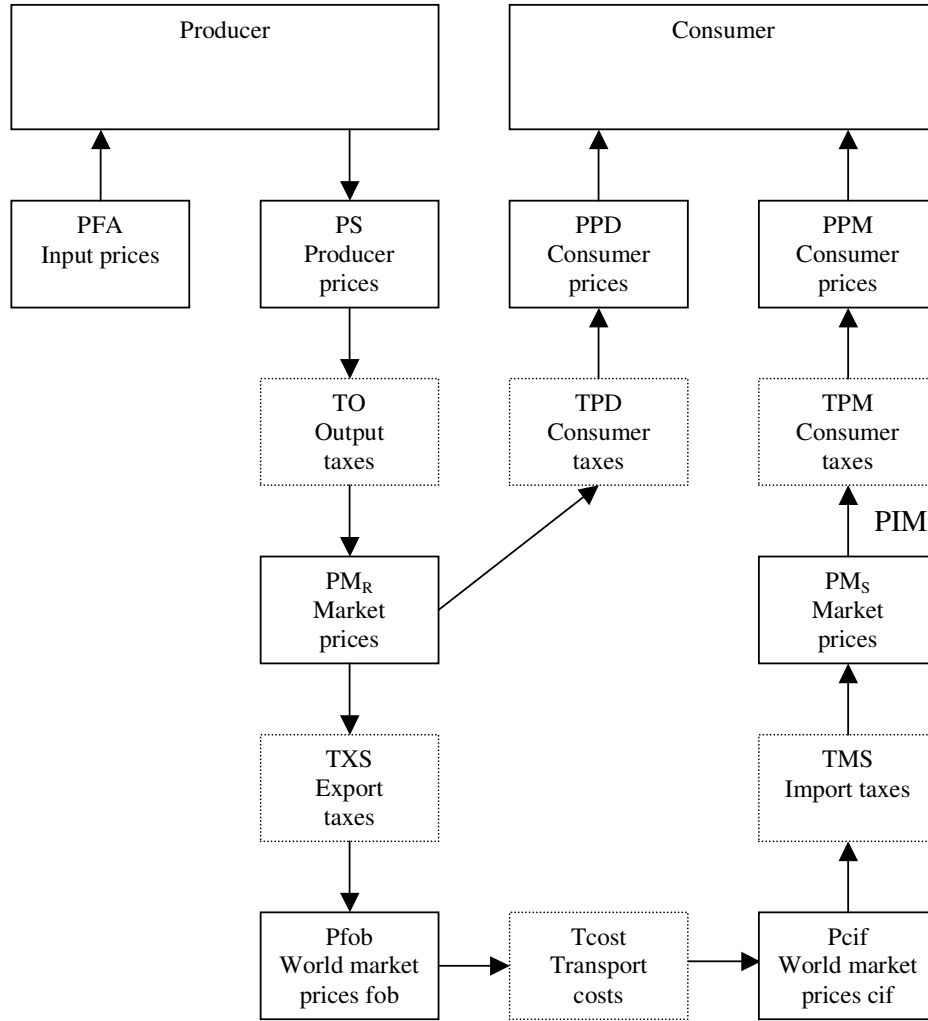 Producer
Consumer
PFA
Input prices
PS
Producer
prices
PPD
Consumer
prices
PPM
Consumer
prices
TO
Output
taxes
TPD
Consumer
taxes
TPM
Consumer
taxes
PIM
PM_R
Market
prices
PM_S
Market
prices
TXS
Export
taxes
TMS
Import taxes
Pfob
World market
prices fob
Tcost
Transport
costs
Pcif
World market
prices cif